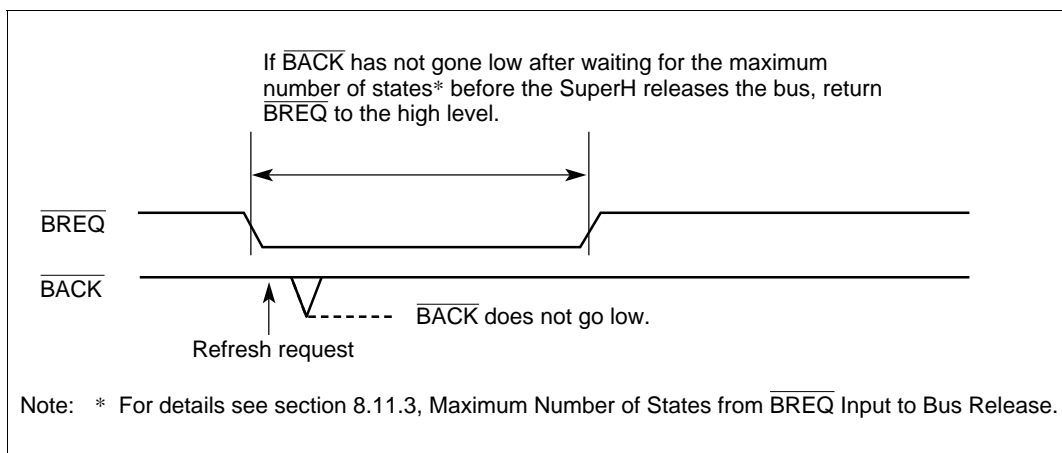 If BACK has not gone low after waiting for the maximum
number of states* before the SuperH releases the bus, return
BREQ to the high level.
BREQ
BACK
BACK does not go low.
Refresh request
Note: * For details see section 8.11.3, Maximum Number of States from BREQ Input to Bus Release.